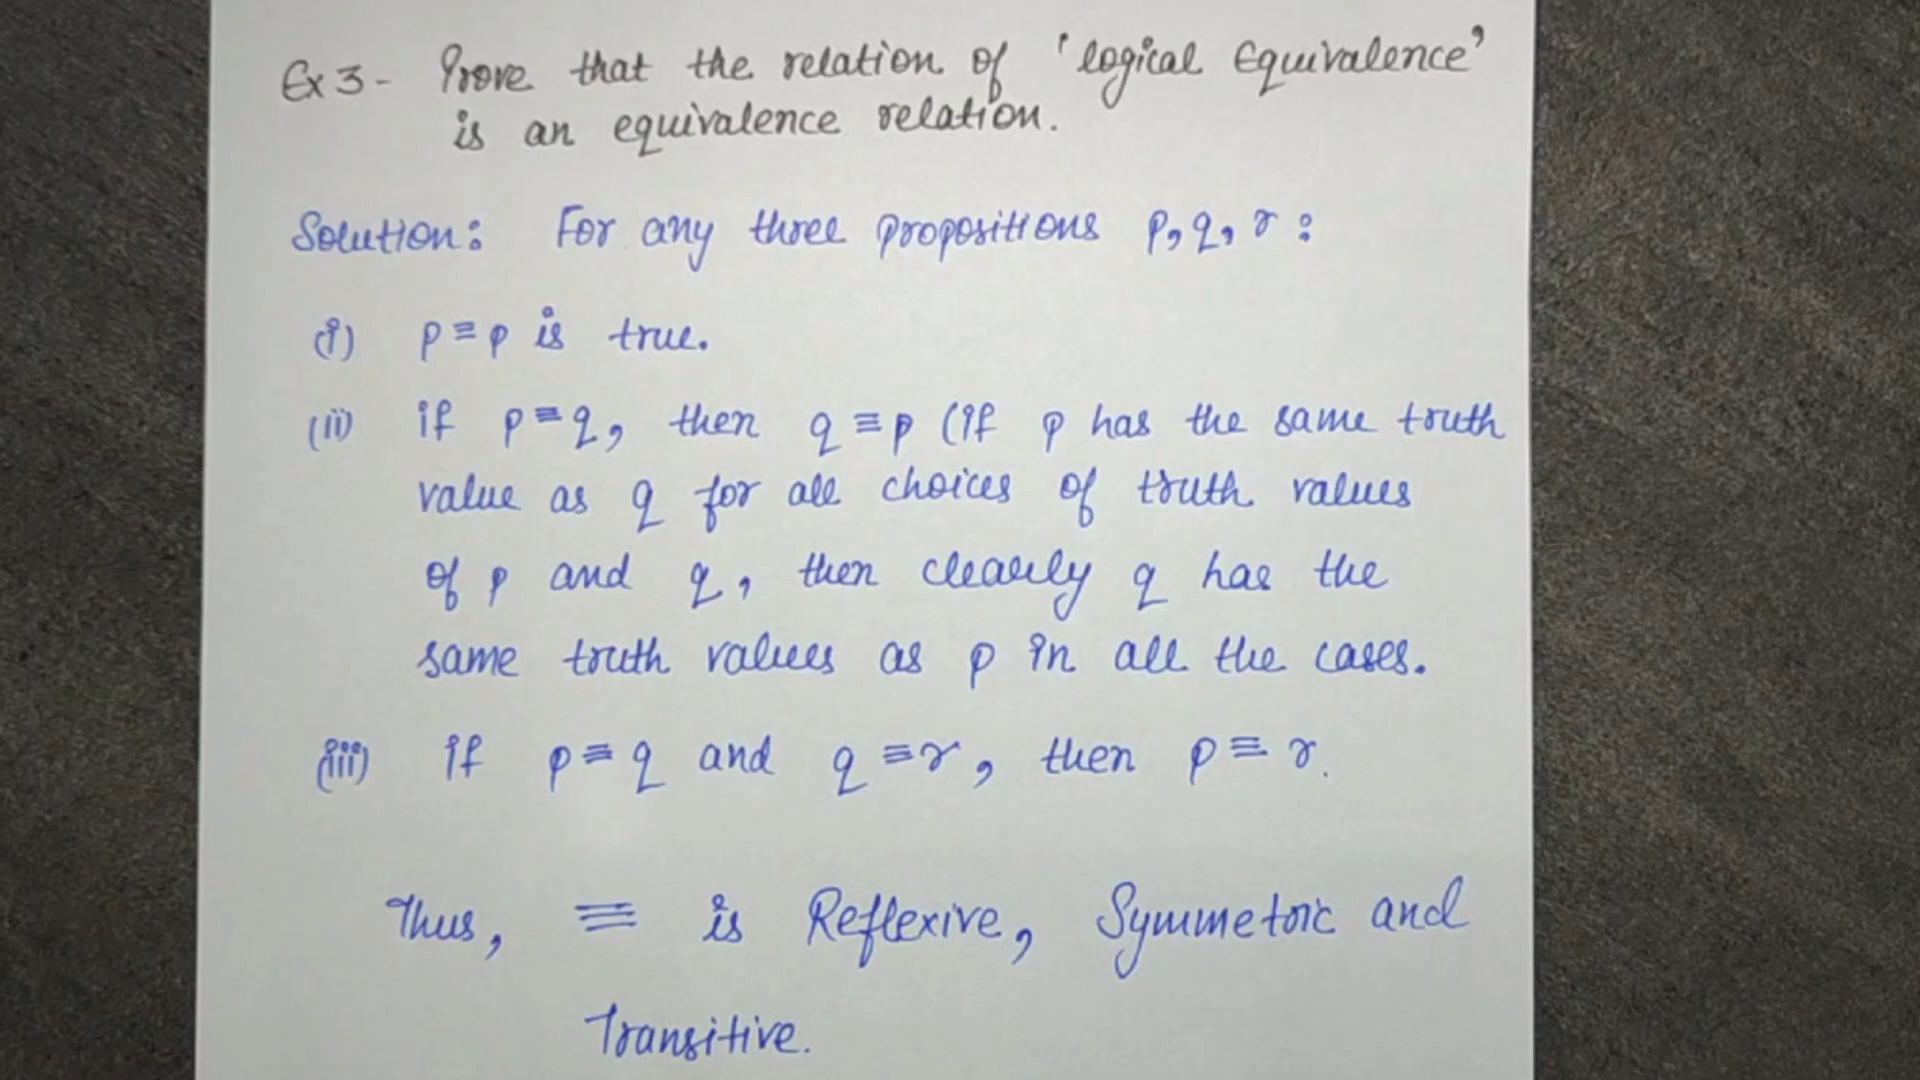 Ex 3 - Prove that the relation of 'logical Equivalence'
is an equivalence relation.
Solution: For any three propositions p, q, r :
(i) p ≡ p is true.
(ii) if p ≡ q, then q ≡ p (if p has the same truth
value as q for all choices of truth values
of p and q, then clearly q has the
same truth values as p in all the cases.
(iii) if p ≡ q and q ≡ r, then p ≡ r.
Thus, ≡ is Reflexive, Symmetric and
Transitive.